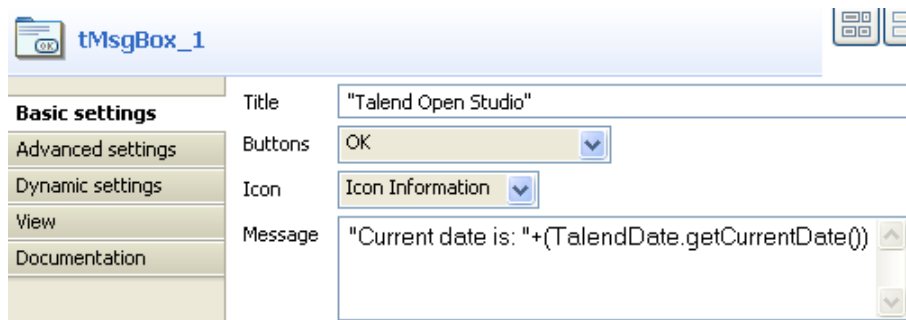 OK
tMsgBox_1
Basic settings
Advanced settings
Dynamic settings
View
Documentation
Title
"Talend Open Studio"
Buttons
OK
Icon
Icon Information
Message
"Current date is: "+(TalendDate.getCurrentDate())